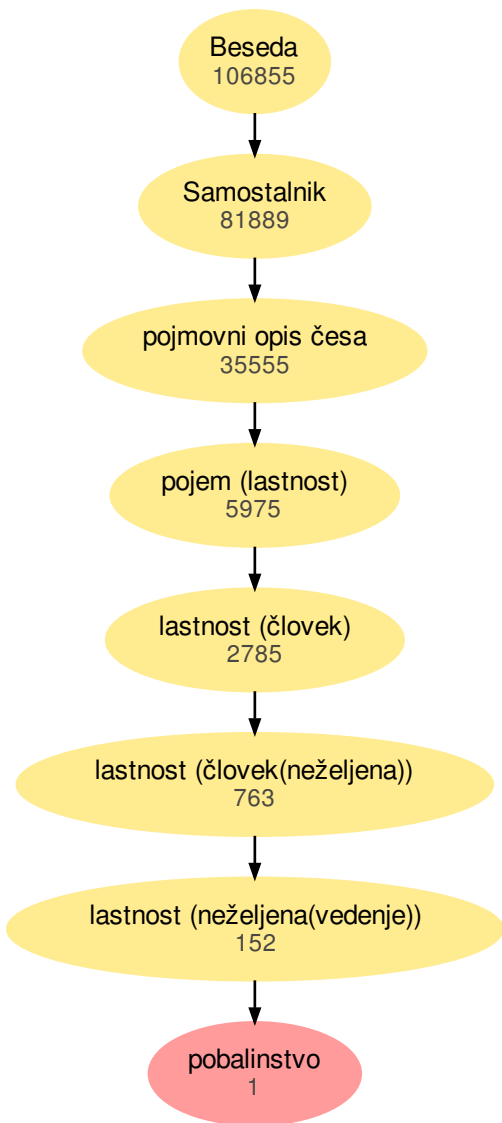 Beseda
106855
Samostalnik
81889
pojmovni opis česa
35555
pojem (lastnost)
5975
lastnost (človek)
2785
lastnost (človek(neželjena))
763
lastnost (neželjena(vedenje))
152
pobalinstvo
1